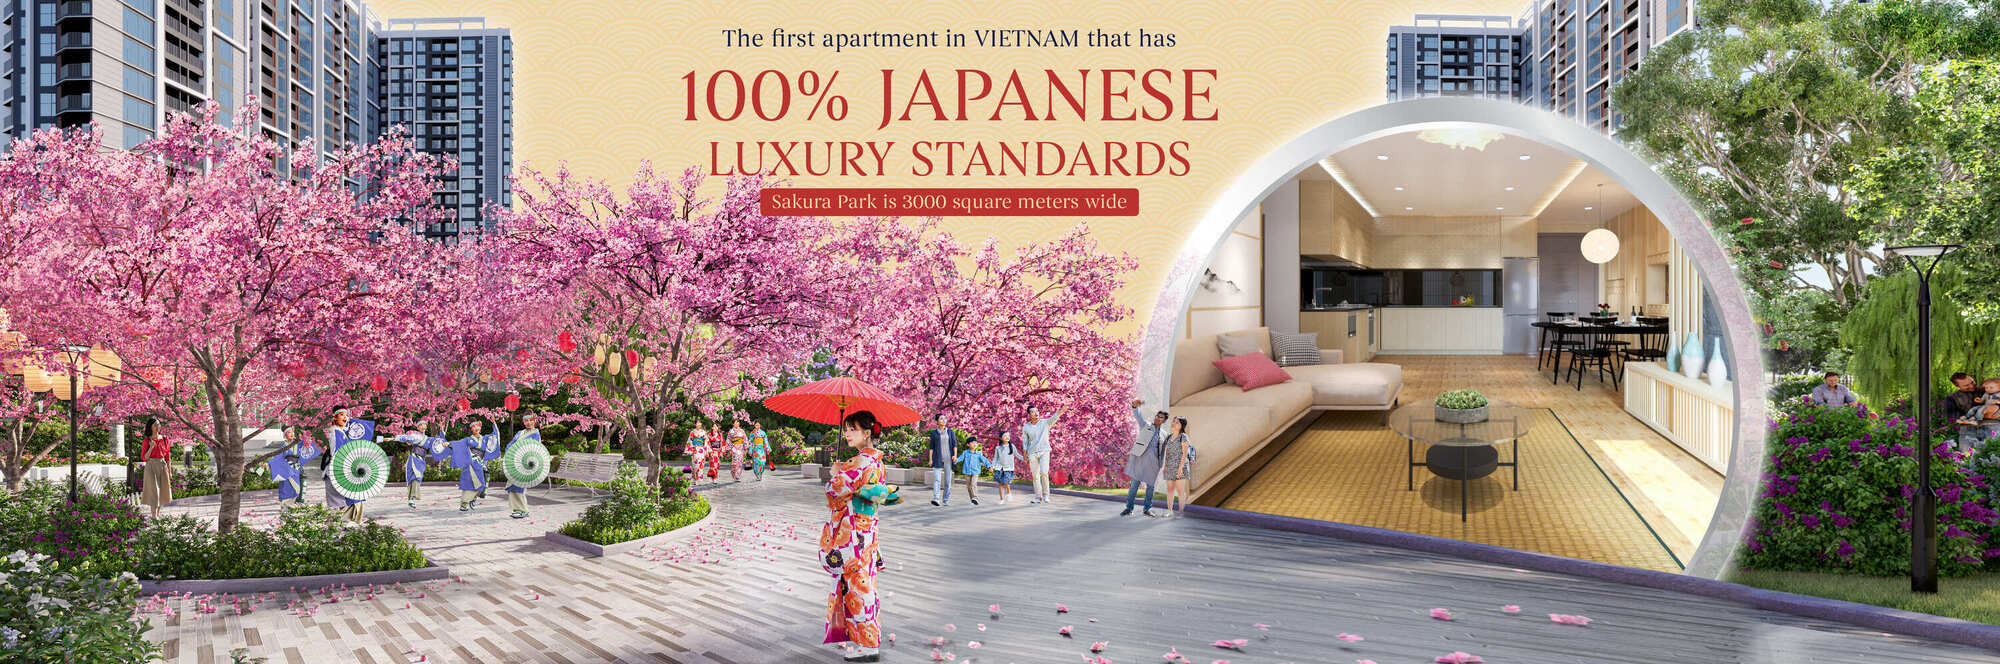 The first apartment in VIETNAM that has
100% JAPANESE
LUXURY STANDARDS
Sakura Park is 3000 square meters wide